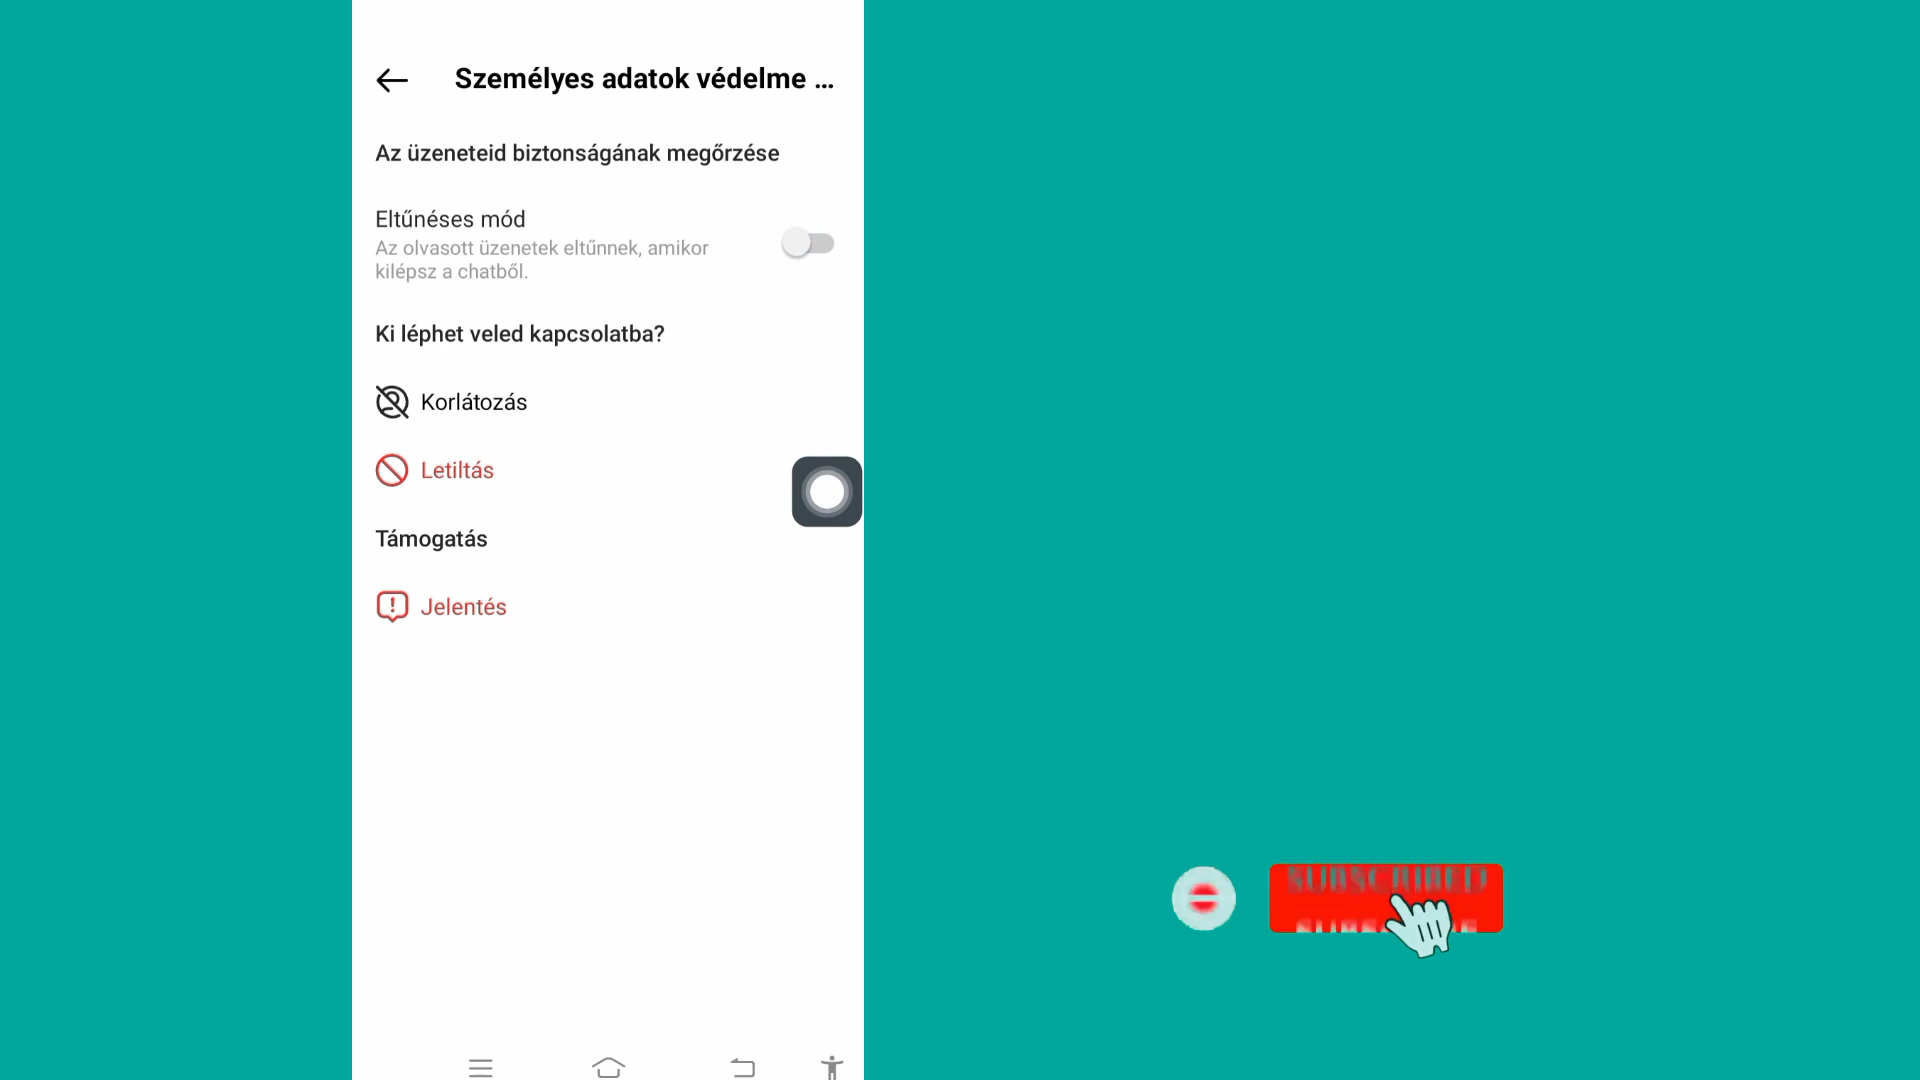 Személyes adatok védelme ...
Az üzeneteid biztonságának megőrzése
Eltűnéses mód
Az olvasott üzenetek eltűnnek, amikor
kilépsz a chatből.
Ki léphet veled kapcsolatba?
Korlátozás
Letiltás
Támogatás
Jelentés
SUBSCRIBED